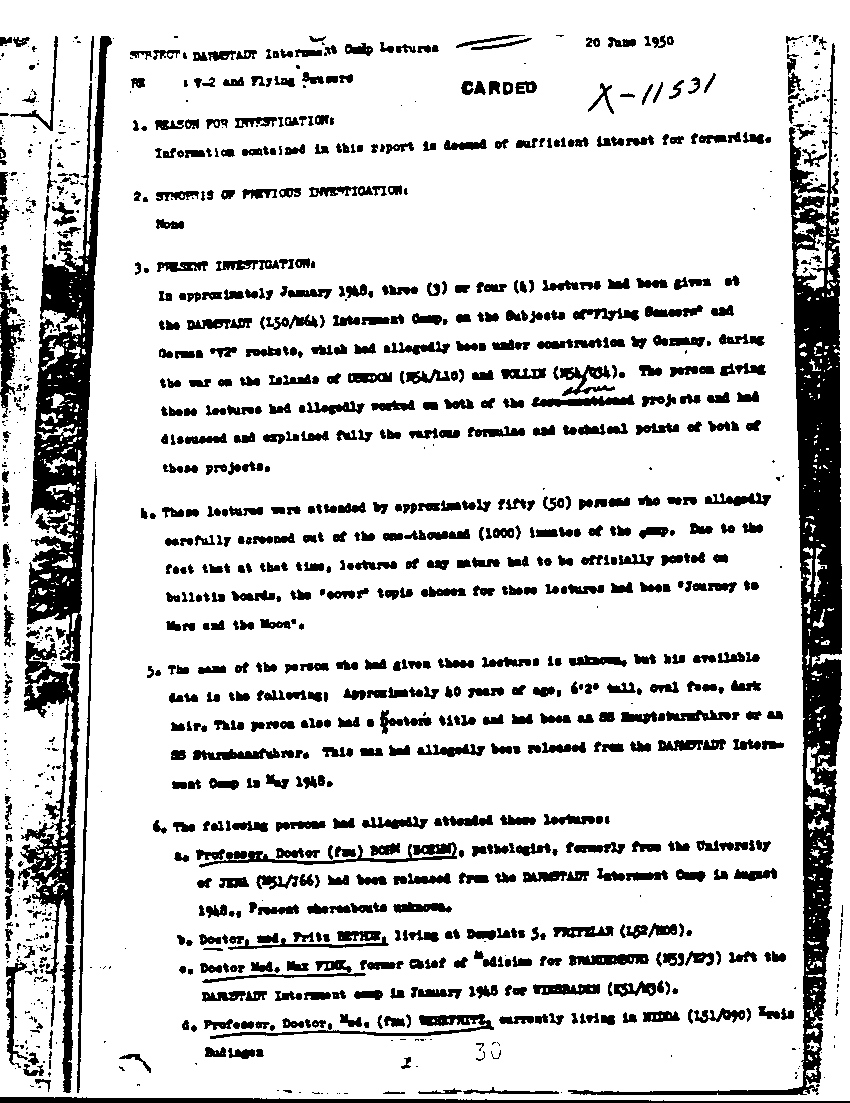 SUBJECT: DARMSTADT Internment Camp Lectures
20 June 1950
RE : V-2 and Flying Saucers
CARDED
X-11531
1. REASON FOR INVESTIGATION:
Information contained in this report is deemed of sufficient interest for forwarding.
2. SYNOPSIS OF PREVIOUS INVESTIGATION:
None
3. PRESENT INVESTIGATION:
In approximately January 1948, three (3) or four (4) lectures had been given at
the DARMSTADT (L50/M64) Internment Camp, on the Subjects of "Flying Saucers" and
German "V2" rockets, which had allegedly been under construction by Germany, during
the war on the Islands of USEDOM (N54/L10) and WOLLIN (N54/Q34). The person giving
above
these lectures had allegedly worked on both of the fore-mentioned projects and had
discussed and explained fully the various formulae and technical points of both of
these projects.
4. These lectures were attended by approximately fifty (50) persons who were allegedly
carefully screened out of the one-thousand (1000) inmates of the camp. Due to the
fact that at that time, lectures of any nature had to be officially posted on
bulletin boards, the "cover" topic chosen for these lectures had been "Journey to
Mars and the Moon".
5. The name of the person who had given these lectures is unknown, but his available
data is the following: Approximately 40 years of age, 6'2" tall, oval face, dark
hair. This person also had a Doctors title and had been an SS Hauptsturmfuhrer or an
SS Sturmbannfuhrer. This man had allegedly been released from the DARMSTADT Intern-
ment Camp in May 1948.
6. The following persons had allegedly attended these lectures:
a. Professor, Doctor (fnu) BOHM (BOEHM), pathologist, formerly from the University
of JENA (N51/J66) had been released from the DARMSTADT Internment Camp in August
1948., Present whereabouts unknown.
b. Doctor, med. Fritz BETHGE, living at Domplatz 5, FRITZLAR (L52/H08).
c. Doctor Med. Max FINK, former Chief of Medicine for BRANDENBURG (N53/E73) left the
DARMSTADT Internment camp in January 1948 for WIESBADEN (K51/M36).
d. Professor, Doctor, Med. (fnu) currently living in NIDDA (L51/G90) Kreis
Budingen
1
30